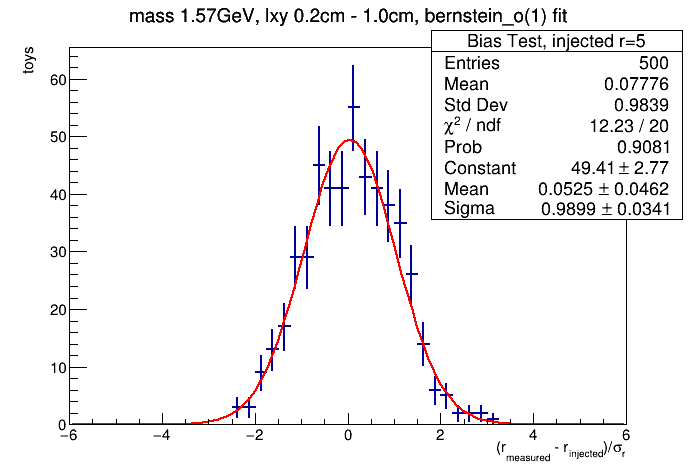 mass 1.57GeV, lxy 0.2cm - 1.0cm, bernstein_o(1) fit
toys
Bias Test, injected r=5
Entries 500
Mean 0.07776
Std Dev 0.9839
χ² / ndf 12.23 / 20
Prob 0.9081
Constant 49.41 ± 2.77
Mean 0.0525 ± 0.0462
Sigma 0.9899 ± 0.0341
60
50
40
30
20
10
0
−6 −4 −2 0 2 4 6
(r_measured - r_injected)/σ_r